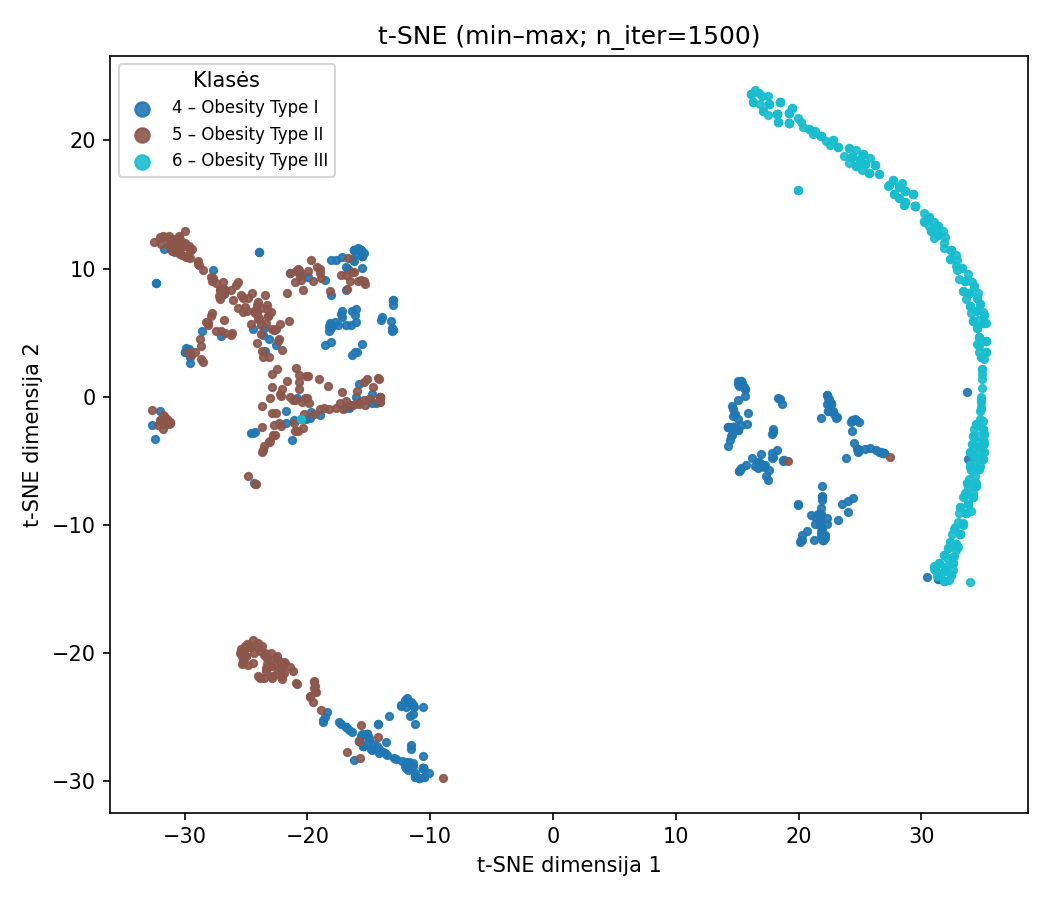 t-SNE (min–max; n_iter=1500)
Klasės
4 – Obesity Type I
5 – Obesity Type II
6 – Obesity Type III
t-SNE dimensija 2
20
10
0
−10
−20
−30
−30
−20
−10
0
10
20
30
t-SNE dimensija 1